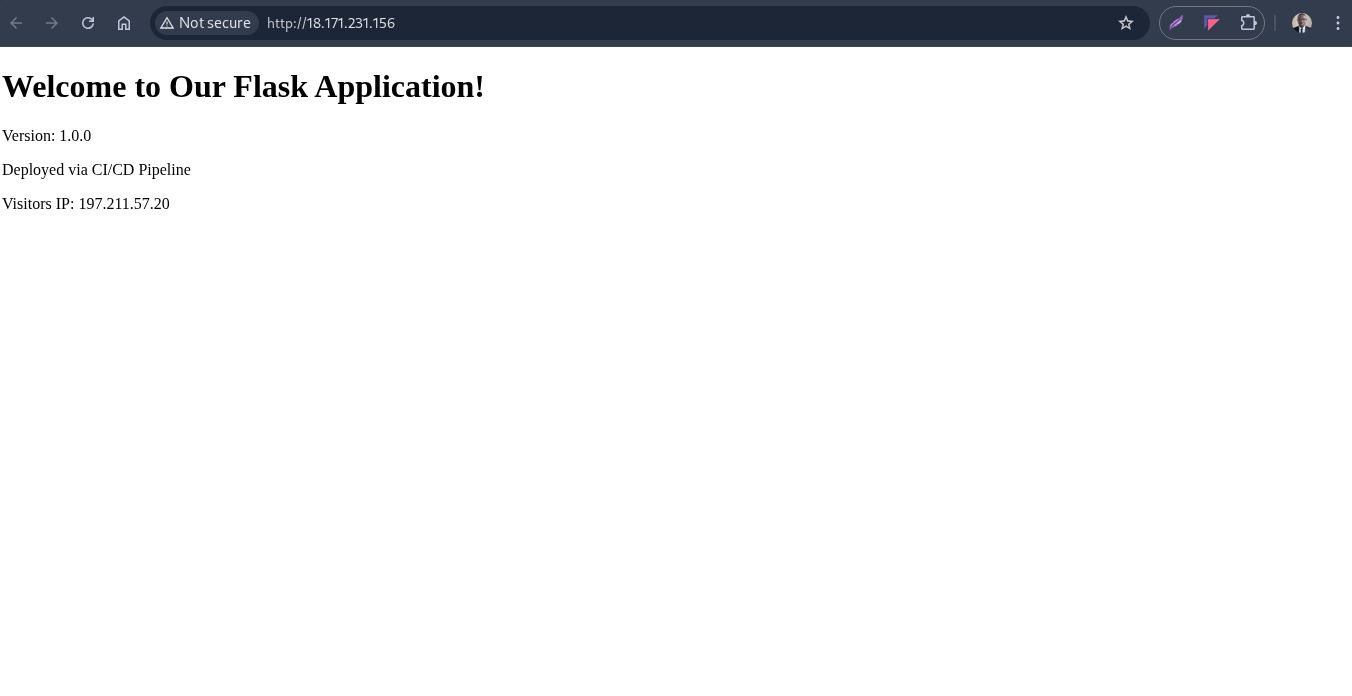 Not secure http://18.171.231.156
Welcome to Our Flask Application!
Version: 1.0.0
Deployed via CI/CD Pipeline
Visitors IP: 197.211.57.20